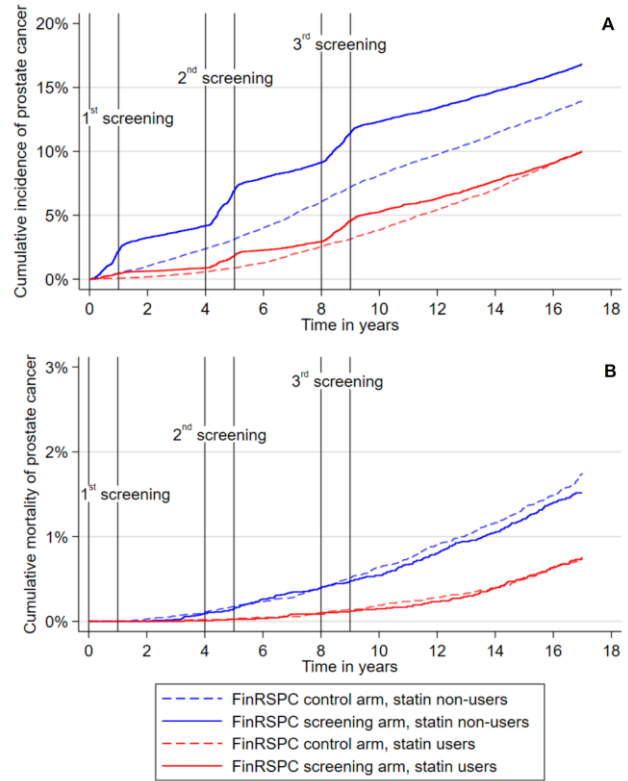 A
Cumulative incidence of prostate cancer
20%
15%
10%
5%
0%
1st screening
2nd screening
3rd screening
0 2 4 6 8 10 12 14 16 18
Time in years
B
Cumulative mortality of prostate cancer
3%
2%
1%
0%
1st screening
2nd screening
3rd screening
0 2 4 6 8 10 12 14 16 18
Time in years
FinRSPC control arm, statin non-users
FinRSPC screening arm, statin non-users
FinRSPC control arm, statin users
FinRSPC screening arm, statin users